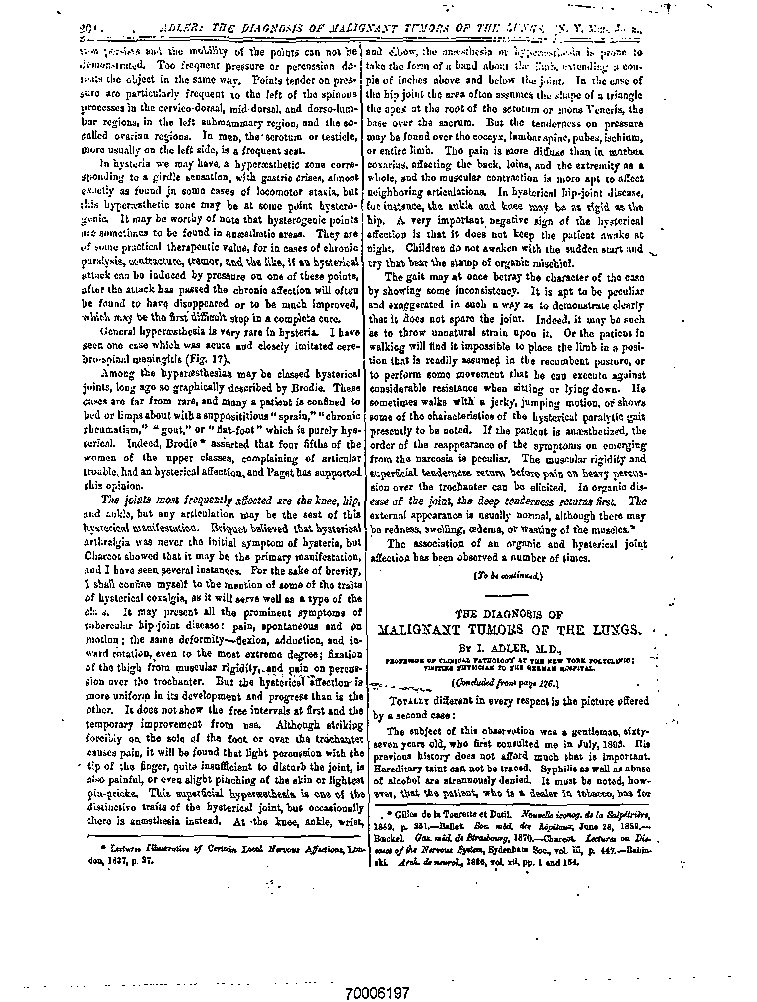 ADLER: THE DIAGNOSIS OF MALIGNANT TUMORS OF THE LUNGS.
and the mobility of the points can not be
demonstrated. Too frequent pressure or percussion
the object in the same way. Points tender on pres-
sure are particularly frequent to the left of the spinous
processes in the cervico-dorsal, mid-dorsal, and dorso-lum-
bar regions, in the left submammary region, and the so-
called ovarian regions. In men, the scrotum or testicle,
more usually on the left side, is a frequent seat.
In hysteria we may have a hyperæsthetic zone corre-
sponding to a girdle sensation, with gastric crises, almost
exactly as found in some cases of locomotor ataxia, but
this hyperæsthetic zone may be at some point hystero-
genic. It may be worthy of note that hysterogenic points
are sometimes to be found in anæsthetic areas. They are
of some practical therapeutic value, for in cases of chronic
paralysis, contracture, tremor, and the like, if an hysterical
attack can be induced by pressure on one of these points,
after the attack has passed the chronic affection will often
be found to have disappeared or to be much improved,
which may be the first difficult step in a complete cure.
General hyperæsthesia is very rare in hysteria. I have
seen one case which was acute and closely imitated cere-
bro-spinal meningitis (Fig. 17).
Among the hyperæsthesias may be classed hysterical
joints, long ago so graphically described by Brodie. These
cases are far from rare, and many a patient is confined to
bed or limps about with a supposititious "sprain," "chronic
rheumatism," "gout," or "flat-foot" which is purely hys-
terical. Indeed, Brodie * asserted that four fifths of the
women of the upper classes, complaining of articular
trouble, had an hysterical affection, and Paget has supported
this opinion.
The joints most frequently affected are the knee, hip,
and ankle, but any articulation may be the seat of this
hysterical manifestation. Briquet believed that hysterical
arthralgia was never the initial symptom of hysteria, but
Charcot showed that it may be the primary manifestation,
and I have seen several instances. For the sake of brevity,
I shall confine myself to the mention of some of the traits
of hysterical coxalgia, as it will serve well as a type of the
class. It may present all the prominent symptoms of
tubercular hip-joint disease: pain, spontaneous and on
motion; the same deformity—flexion, adduction, and in-
ward rotation, even to the most extreme degree; fixation
of the thigh from muscular rigidity, and pain on percus-
sion over the trochanter. But the hysterical affection is
more uniform in its development and progress than is the
other. It does not show the free intervals at first and the
temporary improvement from use. Although striking
forcibly on the sole of the foot or over the trochanter
causes pain, it will be found that light percussion with the
tip of the finger, quite insufficient to disturb the joint, is
also painful, or even slight pinching of the skin or lightest
pin-pricks. This superficial hyperæsthesia is one of the
distinctive traits of the hysterical joint, but occasionally
there is anæsthesia instead. At the knee, ankle, wrist,
* Lectures Illustrative of Certain Local Nervous Affections, Lon-
don, 1837, p. 37.
and elbow, the anæsthesia or hyperæsthesia is prone to
take the form of a band about the limb, extending a cou-
ple of inches above and below the joint. In the case of
the hip joint the area often assumes the shape of a triangle
the apex at the root of the scrotum or mons Veneris, the
base over the sacrum. But the tenderness on pressure
may be found over the coccyx, lumbar spine, pubes, ischium,
or entire limb. The pain is more diffuse than in morbus
coxarius, affecting the back, loins, and the extremity as a
whole, and the muscular contraction is more apt to affect
neighboring articulations. In hysterical hip-joint disease,
for instance, the ankle and knee may be as rigid as the
hip. A very important negative sign of the hysterical
affection is that it does not keep the patient awake at
night. Children do not awaken with the sudden start and
cry that bear the stamp of organic mischief.
The gait may at once betray the character of the case
by showing some inconsistency. It is apt to be peculiar
and exaggerated in such a way as to demonstrate clearly
that it does not spare the joint. Indeed, it may be such
as to throw unnatural strain upon it. Or the patient in
walking will find it impossible to place the limb in a posi-
tion that is readily assumed in the recumbent posture, or
to perform some movement that he can execute against
considerable resistance when sitting or lying down. He
sometimes walks with a jerky, jumping motion, or shows
some of the characteristics of the hysterical paralytic gait
presently to be noted. If the patient is anæsthetized, the
order of the reappearance of the symptoms on emerging
from the narcosis is peculiar. The muscular rigidity and
superficial tenderness return before pain on heavy percus-
sion over the trochanter can be elicited. In organic dis-
ease of the joint, the deep tenderness returns first. The
external appearance is usually normal, although there may
be redness, swelling, œdema, or wasting of the muscles.*
The association of an organic and hysterical joint
affection has been observed a number of times.
(To be continued.)
THE DIAGNOSIS OF
MALIGNANT TUMORS OF THE LUNGS.
BY I. ADLER, M.D.,
PROFESSOR OF CLINICAL PATHOLOGY AT THE NEW YORK POLYCLINIC;
VISITING PHYSICIAN TO THE GERMAN HOSPITAL.
(Concluded from page 176.)
TOTALLY different in every respect is the picture offered
by a second case:
The subject of this observation was a gentleman, sixty-
seven years old, who first consulted me in July, 1893. His
previous history does not afford much that is important.
Hereditary taint can not be traced. Syphilis as well as abuse
of alcohol are strenuously denied. It must be noted, how-
ever, that the patient, who is a dealer in tobacco, has for
* Gilles de la Tourette et Dutil. Nouvelle iconog. de la Salpêtrière,
1889, p. 251.—Ballet. Soc. méd. des Hôpitaux, June 28, 1889.—
Bœckel. Gaz. méd. de Strasbourg, 1870.—Charcot. Lectures on Dis-
eases of the Nervous System, Sydenham Soc., vol. iii, p. 447.—Babin-
ski. Arch. de neurol., 1886, vol. xii, pp. 1 and 154.
70006197